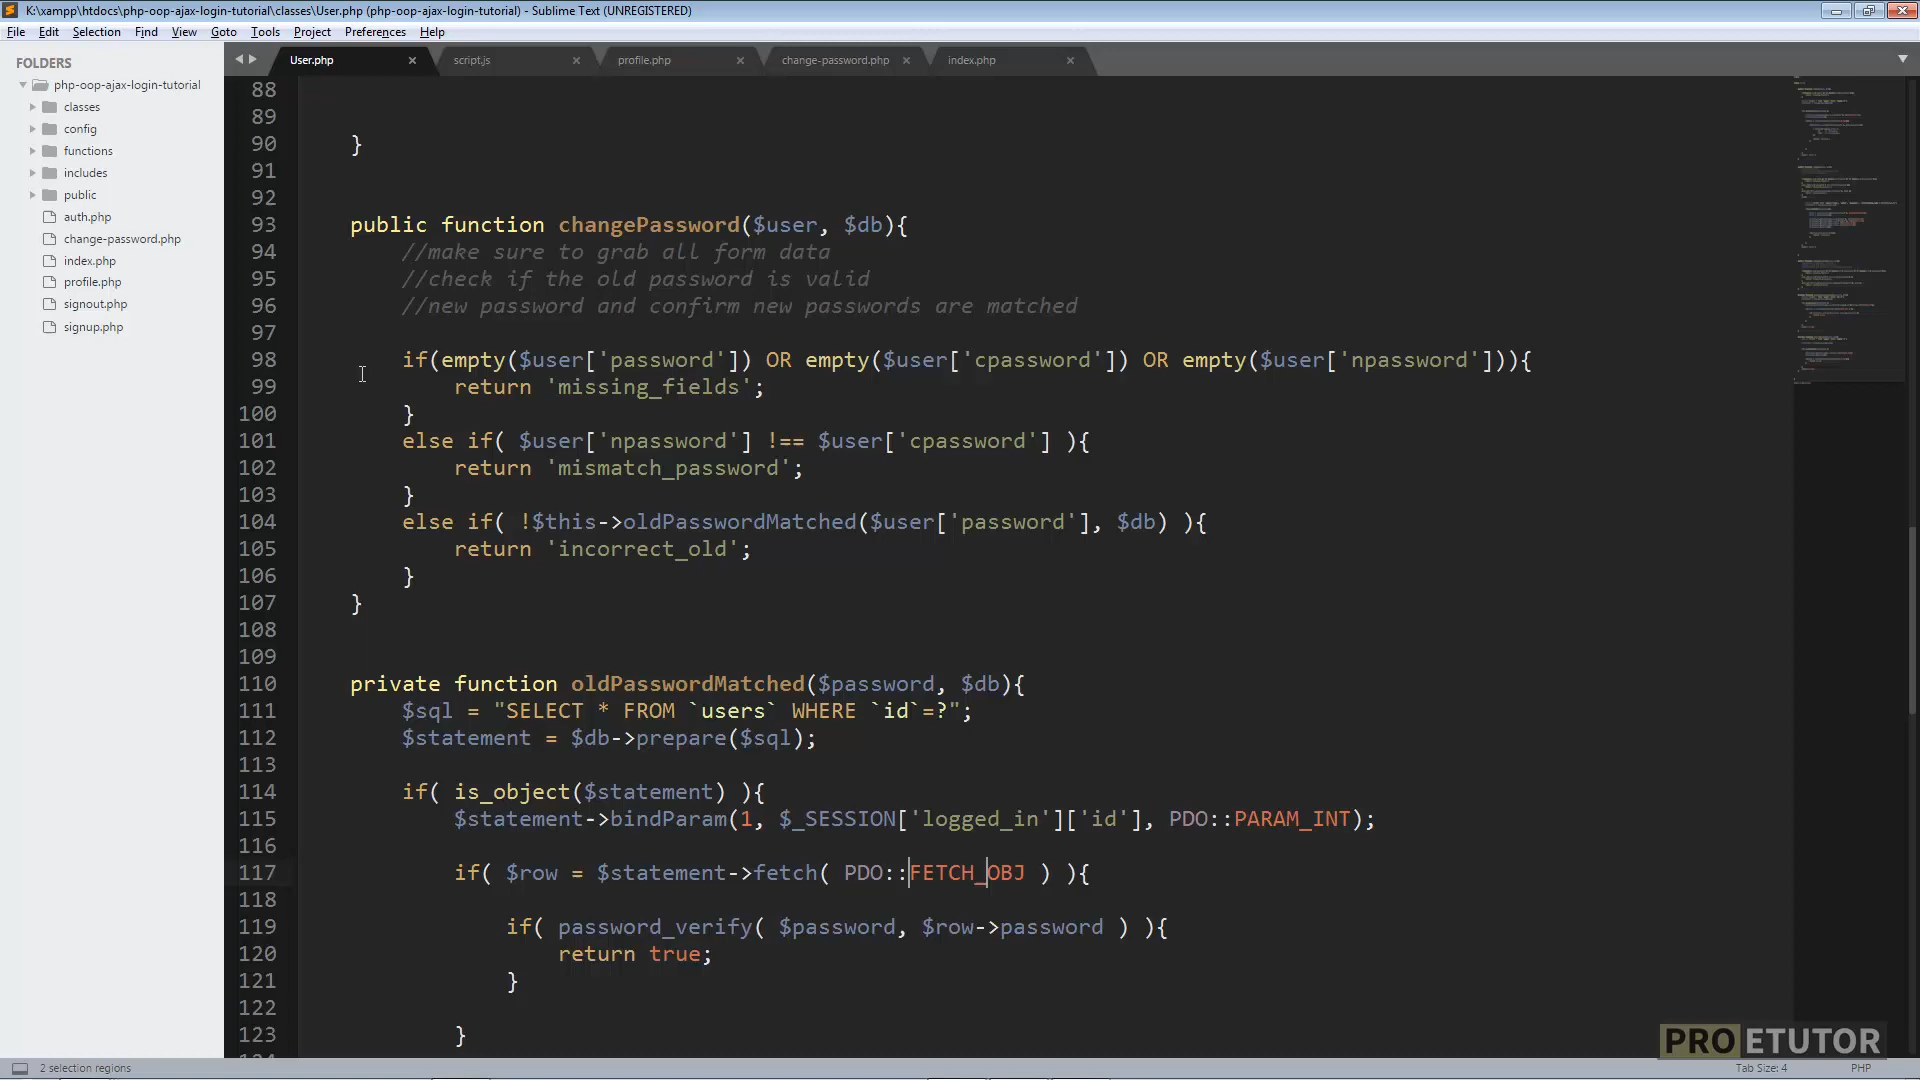 K:\xampp\htdocs\php-oop-ajax-login-tutorial\classes\User.php (php-oop-ajax-login-tutorial) - Sublime Text (UNREGISTERED)
File Edit Selection Find View Goto Tools Project Preferences Help
FOLDERS
php-oop-ajax-login-tutorial
classes
config
functions
includes
public
auth.php
change-password.php
index.php
profile.php
signout.php
signup.php
User.php script.js profile.php change-password.php index.php
88
89
90 }
91
92
93 public function changePassword($user, $db){
94 //make sure to grab all form data
95 //check if the old password is valid
96 //new password and confirm new passwords are matched
97
98 if(empty($user['password']) OR empty($user['cpassword']) OR empty($user['npassword'])){
99 return 'missing_fields';
100 }
101 else if( $user['npassword'] !== $user['cpassword'] ){
102 return 'mismatch_password';
103 }
104 else if( !$this->oldPasswordMatched($user['password'], $db) ){
105 return 'incorrect_old';
106 }
107 }
108
109
110 private function oldPasswordMatched($password, $db){
111 $sql = "SELECT * FROM `users` WHERE `id`=?";
112 $statement = $db->prepare($sql);
113
114 if( is_object($statement) ){
115 $statement->bindParam(1, $_SESSION['logged_in']['id'], PDO::PARAM_INT);
116
117 if( $row = $statement->fetch( PDO::FETCH_OBJ ) ){
118
119 if( password_verify( $password, $row->password ) ){
120 return true;
121 }
122
123 }
PROETUTOR
2 selection regions
Tab Size: 4
PHP